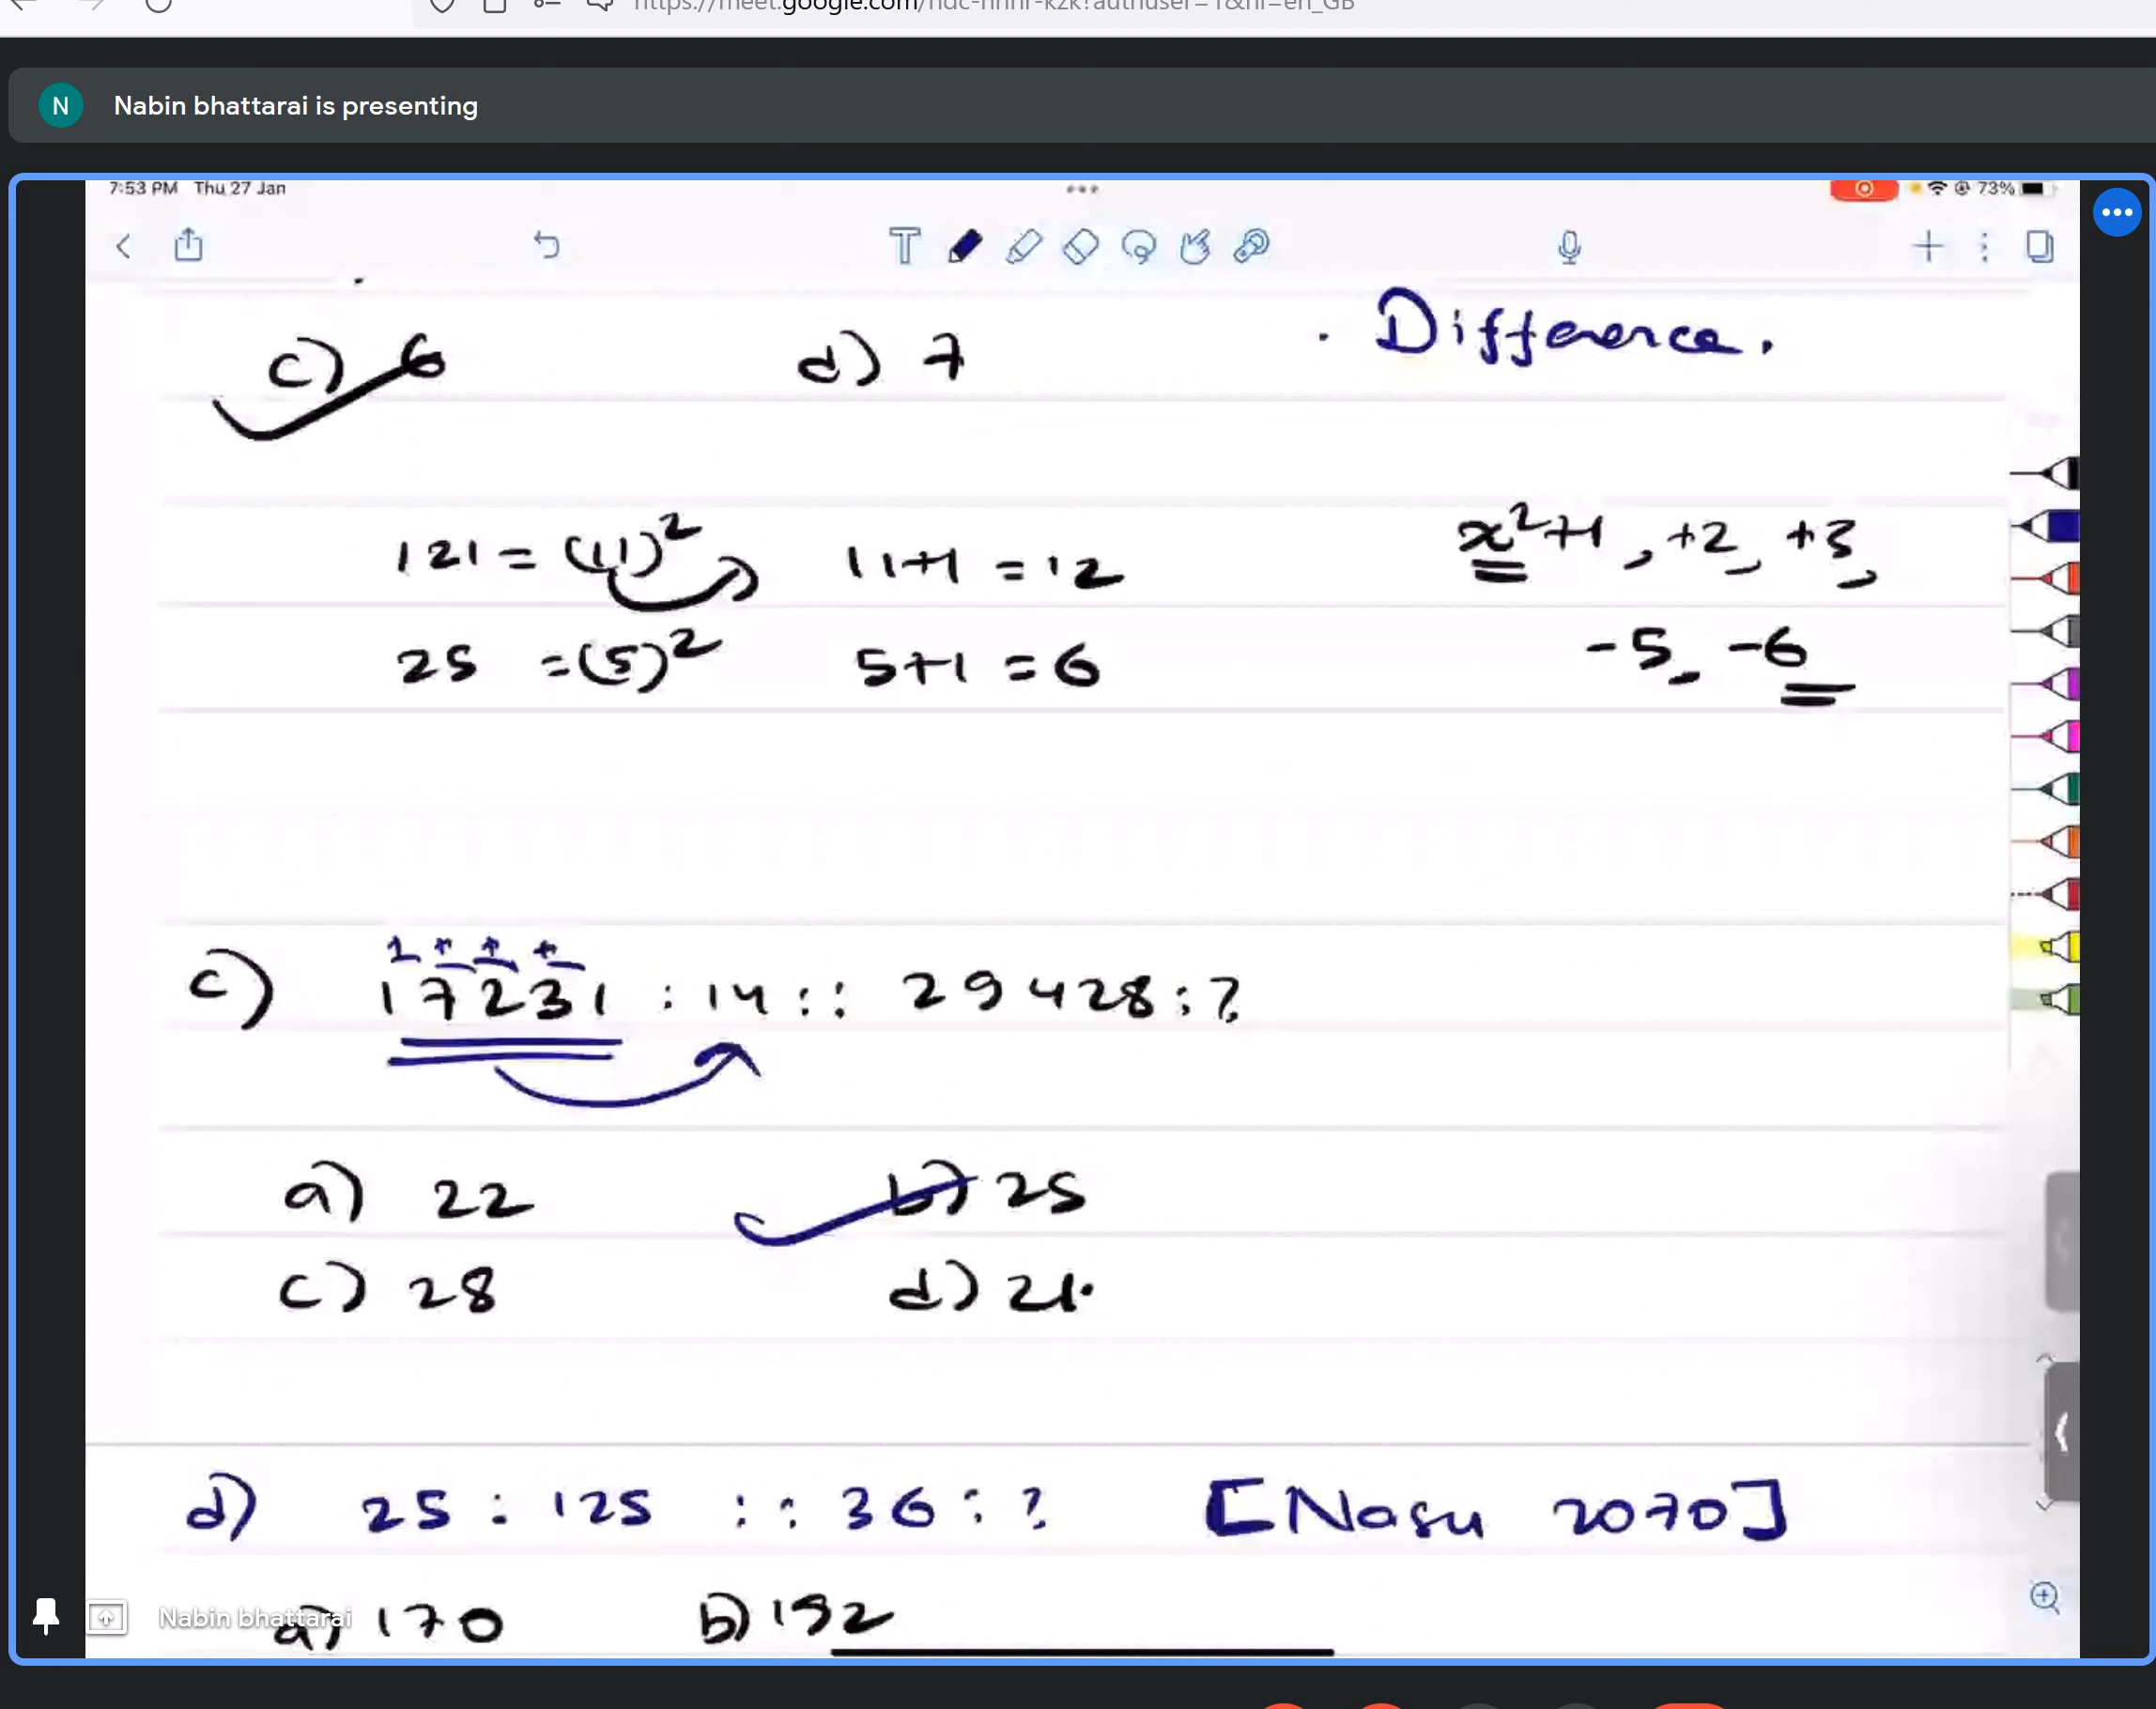 N Nabin bhattarai is presenting
7:53 PM Thu 27 Jan
73%
. Difference.
c) 6 d) 7
121 = (11)² 11+1 = 12
x²+1, +2, +3,
25 = (5)² 5+1 = 6
-5, -6
1 + + +
c) 17231 : 14 :: 29428 : ?
a) 22 b) 25
c) 28 d) 21.
d) 25 : 125 :: 36 : ? [Nasu 2070]
Nabin bhattarai
a) 170 b) 192